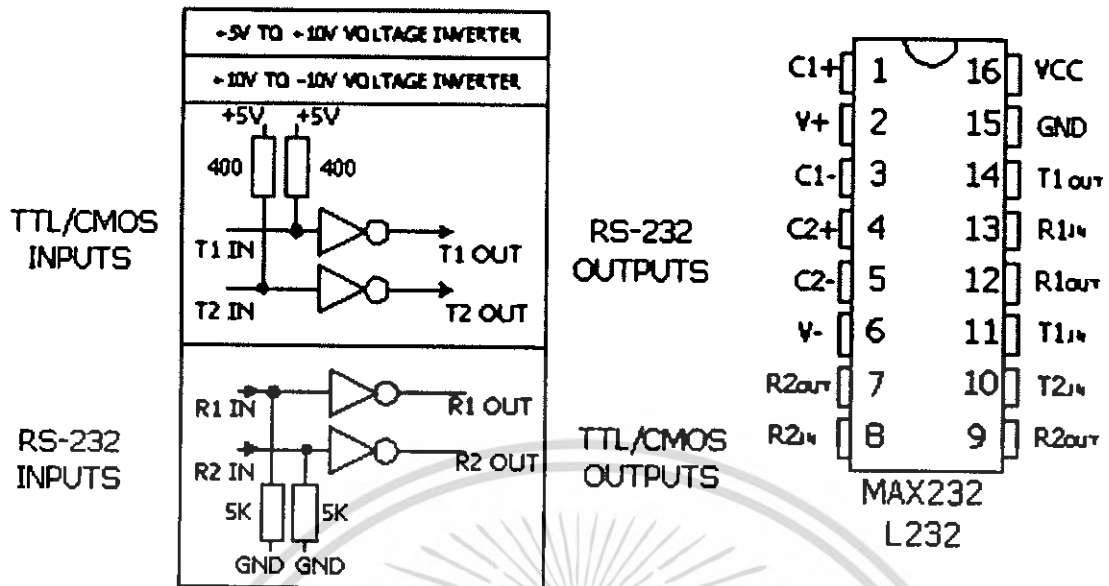 +5V TO +10V VOLTAGE INVERTER
+10V TO -10V VOLTAGE INVERTER
+5V +5V
400 400
TTL/CMOS
INPUTS
T1 IN
T1 OUT
T2 IN
T2 OUT
RS-232
OUTPUTS
R1 IN
R1 OUT
R2 IN
R2 OUT
RS-232
INPUTS
TTL/CMOS
OUTPUTS
5K 5K
GND GND
C1+ 1 16 VCC
V+ 2 15 GND
C1- 3 14 T1OUT
C2+ 4 13 R1IN
C2- 5 12 R1OUT
V- 6 11 T1IN
R2OUT 7 10 T2IN
R2IN 8 9 R2OUT
MAX232
L232